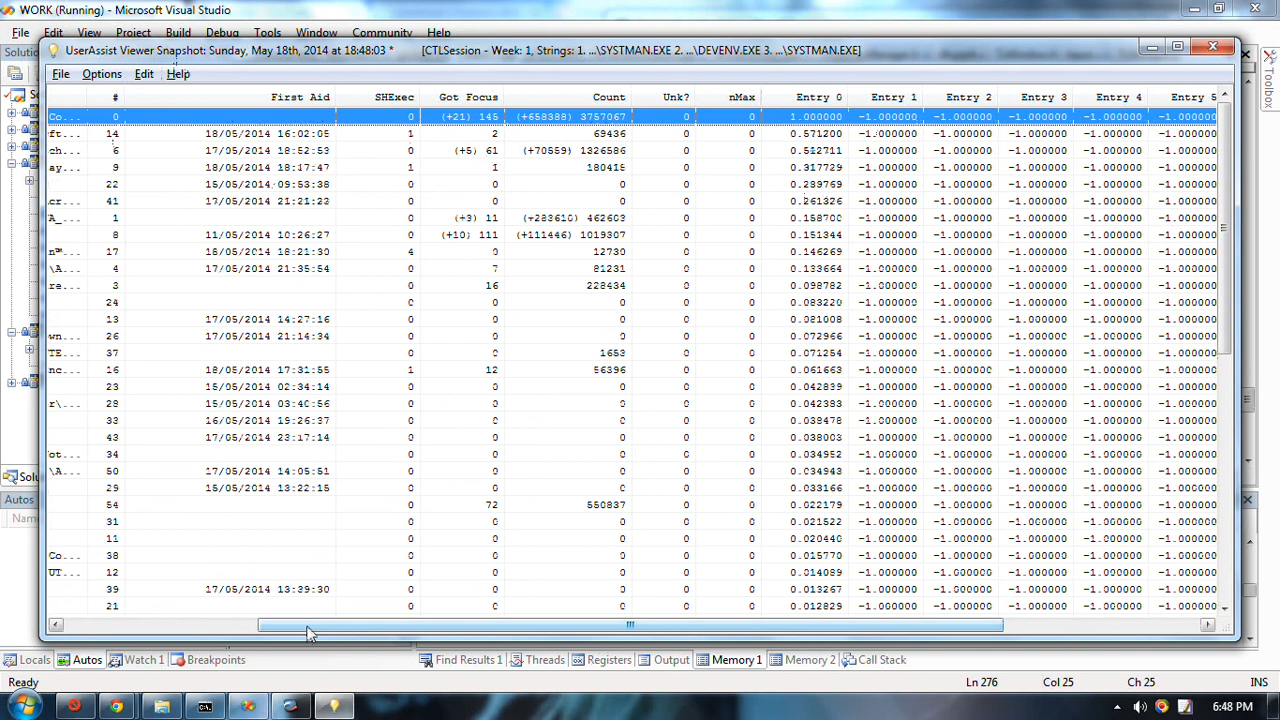 WORK (Running) - Microsoft Visual Studio
File Edit View Project Build Debug Tools Window Community Help
UserAssist Viewer Snapshot: Sunday, May 18th, 2014 at 18:48:03 * [CTLSession - Week: 1, Strings: 1. ...\SYSTMAN.EXE 2. ...\DEVENV.EXE 3. ...\SYSTMAN.EXE]
File Options Edit Help
# First Aid SHExec Got Focus Count Unk? nMax Entry 0 Entry 1 Entry 2 Entry 3 Entry 4 Entry 5
Co... 0 0 (+21) 145 (+658388) 3757067 0 0 1.000000 -1.000000 -1.000000 -1.000000 -1.000000 -1.000000
ft... 14 18/05/2014 16:02:05 1 2 69436 0 0 0.571200 -1.000000 -1.000000 -1.000000 -1.000000 -1.000000
ch... 6 17/05/2014 18:52:53 0 (+5) 61 (+70559) 1326586 0 0 0.512711 -1.000000 -1.000000 -1.000000 -1.000000 -1.000000
ay... 9 18/05/2014 18:17:47 1 1 180415 0 0 0.317729 -1.000000 -1.000000 -1.000000 -1.000000 -1.000000
22 15/05/2014 09:53:38 0 0 0 0 0 0.289769 -1.000000 -1.000000 -1.000000 -1.000000 -1.000000
.cr... 41 17/05/2014 21:21:22 0 0 0 0 0 0.261326 -1.000000 -1.000000 -1.000000 -1.000000 -1.000000
A_... 1 0 (+3) 11 (+283610) 462603 0 0 0.158700 -1.000000 -1.000000 -1.000000 -1.000000 -1.000000
8 11/05/2014 10:26:27 0 (+10) 111 (+111446) 1019307 0 0 0.151344 -1.000000 -1.000000 -1.000000 -1.000000 -1.000000
n™... 17 18/05/2014 18:21:30 4 9 12730 0 0 0.146269 -1.000000 -1.000000 -1.000000 -1.000000 -1.000000
\A... 4 17/05/2014 21:35:54 0 7 81231 0 0 0.133664 -1.000000 -1.000000 -1.000000 -1.000000 -1.000000
re... 3 0 16 228434 0 0 0.098782 -1.000000 -1.000000 -1.000000 -1.000000 -1.000000
24 0 0 0 0 0 0.083220 -1.000000 -1.000000 -1.000000 -1.000000 -1.000000
13 17/05/2014 14:27:16 0 0 0 0 0 0.081008 -1.000000 -1.000000 -1.000000 -1.000000 -1.000000
wn... 26 17/05/2014 21:14:34 0 0 0 0 0 0.072966 -1.000000 -1.000000 -1.000000 -1.000000 -1.000000
TE... 37 0 0 1653 0 0 0.071254 -1.000000 -1.000000 -1.000000 -1.000000 -1.000000
nc... 16 18/05/2014 17:31:55 1 12 56396 0 0 0.061663 -1.000000 -1.000000 -1.000000 -1.000000 -1.000000
23 15/05/2014 02:34:14 0 0 0 0 0 0.042839 -1.000000 -1.000000 -1.000000 -1.000000 -1.000000
r\... 28 15/05/2014 03:40:56 0 0 0 0 0 0.042383 -1.000000 -1.000000 -1.000000 -1.000000 -1.000000
33 16/05/2014 19:26:37 0 0 0 0 0 0.038478 -1.000000 -1.000000 -1.000000 -1.000000 -1.000000
43 17/05/2014 23:17:14 0 0 0 0 0 0.038003 -1.000000 -1.000000 -1.000000 -1.000000 -1.000000
ot... 34 0 0 0 0 0 0.034952 -1.000000 -1.000000 -1.000000 -1.000000 -1.000000
\A... 50 17/05/2014 14:05:51 0 0 0 0 0 0.034943 -1.000000 -1.000000 -1.000000 -1.000000 -1.000000
29 15/05/2014 13:22:15 0 0 0 0 0 0.033166 -1.000000 -1.000000 -1.000000 -1.000000 -1.000000
54 0 72 550837 0 0 0.022179 -1.000000 -1.000000 -1.000000 -1.000000 -1.000000
31 0 0 0 0 0 0.021522 -1.000000 -1.000000 -1.000000 -1.000000 -1.000000
11 0 0 0 0 0 0.020440 -1.000000 -1.000000 -1.000000 -1.000000 -1.000000
Co... 38 0 0 0 0 0 0.015770 -1.000000 -1.000000 -1.000000 -1.000000 -1.000000
UT... 12 0 0 0 0 0 0.014089 -1.000000 -1.000000 -1.000000 -1.000000 -1.000000
39 17/05/2014 13:39:30 0 0 0 0 0 0.013267 -1.000000 -1.000000 -1.000000 -1.000000 -1.000000
21 0 0 0 0 0 0.012829 -1.000000 -1.000000 -1.000000 -1.000000 -1.000000
Solutio
Solu
Autos
Nam
Toolbox
Locals Autos Watch 1 Breakpoints Find Results 1 Threads Registers Output Memory 1 Memory 2 Call Stack
Ready Ln 276 Col 25 Ch 25 INS
6:48 PM